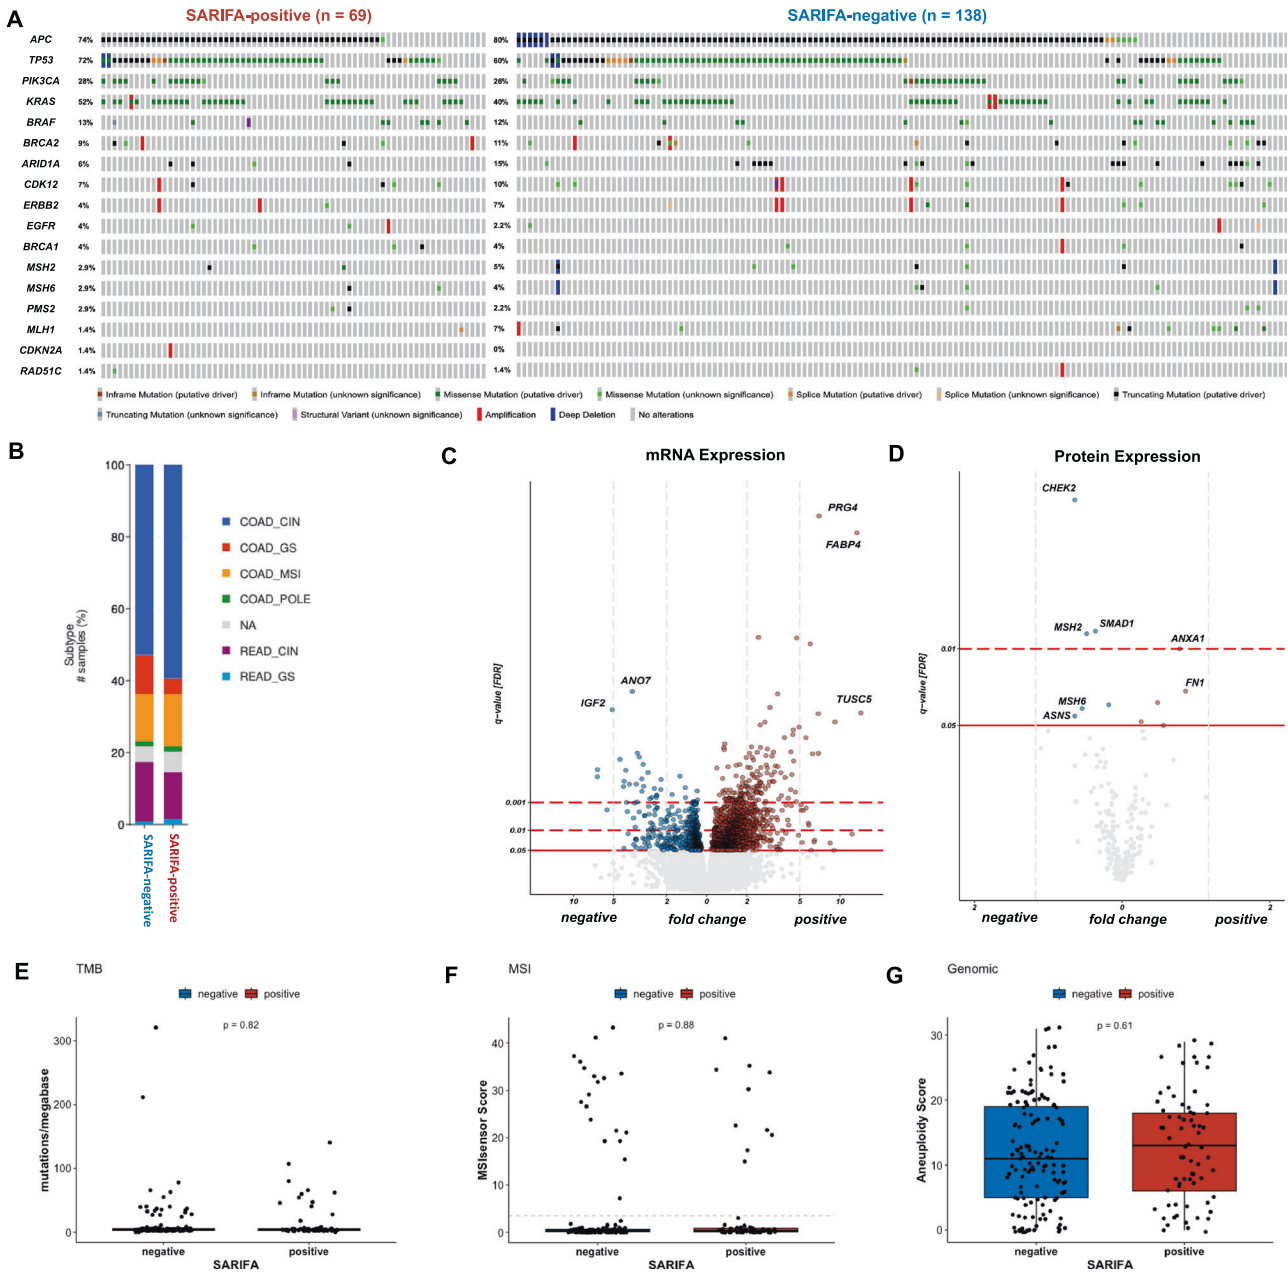 A
SARIFA-positive (n = 69)
SARIFA-negative (n = 138)
APC 74% 80%
TP53 72% 60%
PIK3CA 28% 28%
KRAS 52% 40%
BRAF 13% 12%
BRCA2 9% 11%
ARID1A 6% 15%
CDK12 7% 10%
ERBB2 4% 7%
EGFR 4% 2.2%
BRCA1 4% 4%
MSH2 2.9% 5%
MSH6 2.9% 4%
PMS2 2.9% 2.2%
MLH1 1.4% 7%
CDKN2A 1.4% 0%
RAD51C 1.4% 1.4%
Inframe Mutation (putative driver) Inframe Mutation (unknown significance) Missense Mutation (putative driver) Missense Mutation (unknown significance) Splice Mutation (putative driver) Splice Mutation (unknown significance) Truncating Mutation (putative driver)
Truncating Mutation (unknown significance) Structural Variant (unknown significance) Amplification Deep Deletion No alterations
B
Subtype
# samples (%)
100
80
60
40
20
0
SARIFA-negative
SARIFA-positive
COAD_CIN
COAD_GS
COAD_MSI
COAD_POLE
NA
READ_CIN
READ_GS
C
mRNA Expression
PRG4
FABP4
ANO7
IGF2
TUSC5
q-value [FDR]
0.001
0.01
0.05
10 5 2 0 2 5 10
negative fold change positive
D
Protein Expression
CHEK2
MSH2
SMAD1
ANXA1
FN1
MSH6
ASNS
q-value [FDR]
0.01
0.05
2 0 2
negative fold change positive
E
TMB
negative positive
p = 0.82
mutations/megabase
300
200
100
0
negative positive
SARIFA
F
MSI
negative positive
p = 0.88
MSIsensor Score
40
30
20
10
0
negative positive
SARIFA
G
Genomic
negative positive
p = 0.61
Aneuploidy Score
30
20
10
0
negative positive
SARIFA